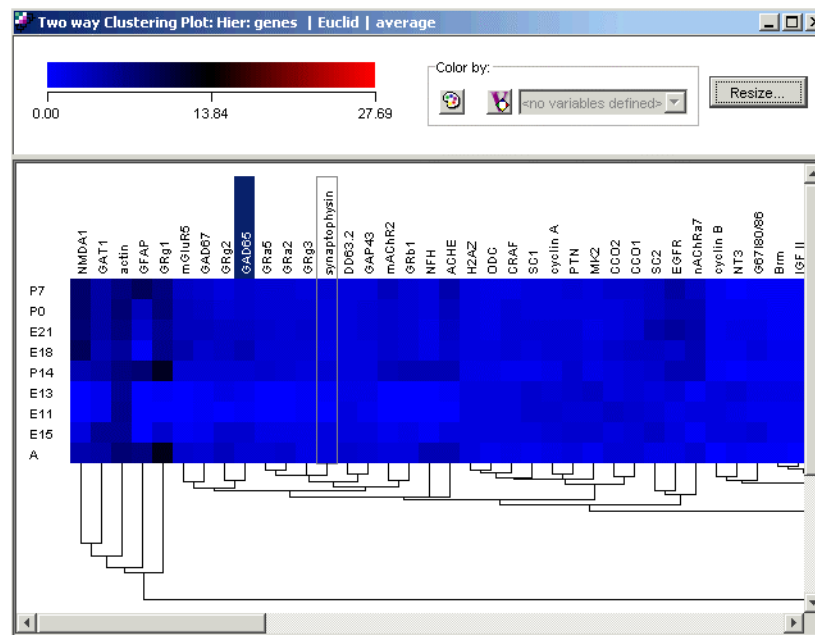 Two way Clustering Plot: Hier: genes | Euclid | average
Color by:
<no variables defined>
Resize...
0.00
13.84
27.69
NMDA1
GAT1
actin
GFAP
GRg1
mGluR5
GAD67
GRg2
GAD65
GRa5
GRa2
GRg3
synaptophysin
DD63.2
GAP43
mAChR2
GRb1
NFH
ACHE
H2AZ
ODC
CRAF
SC1
cyclin A
PTN
MK2
CCO2
CCO1
SC2
EGFR
nAChRa7
cyclin B
NT3
G67I80/86
Brm
IGF II
P7
P0
E21
E18
P14
E13
E11
E15
A